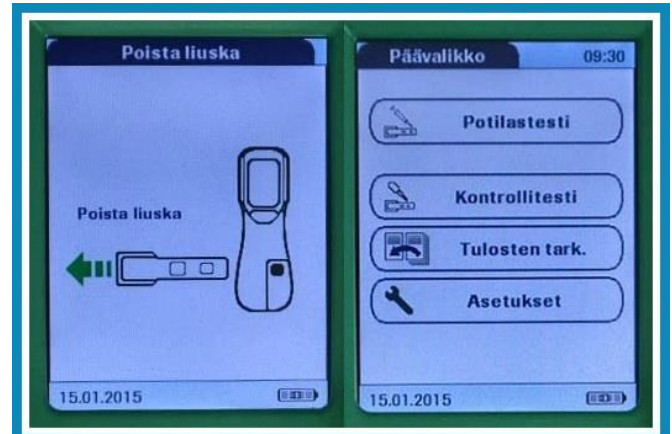 Poista liuska
Poista liuska
15.01.2015
Päävalikko 09:30
Potilastesti
Kontrollitesti
Tulosten tark.
Asetukset
15.01.2015